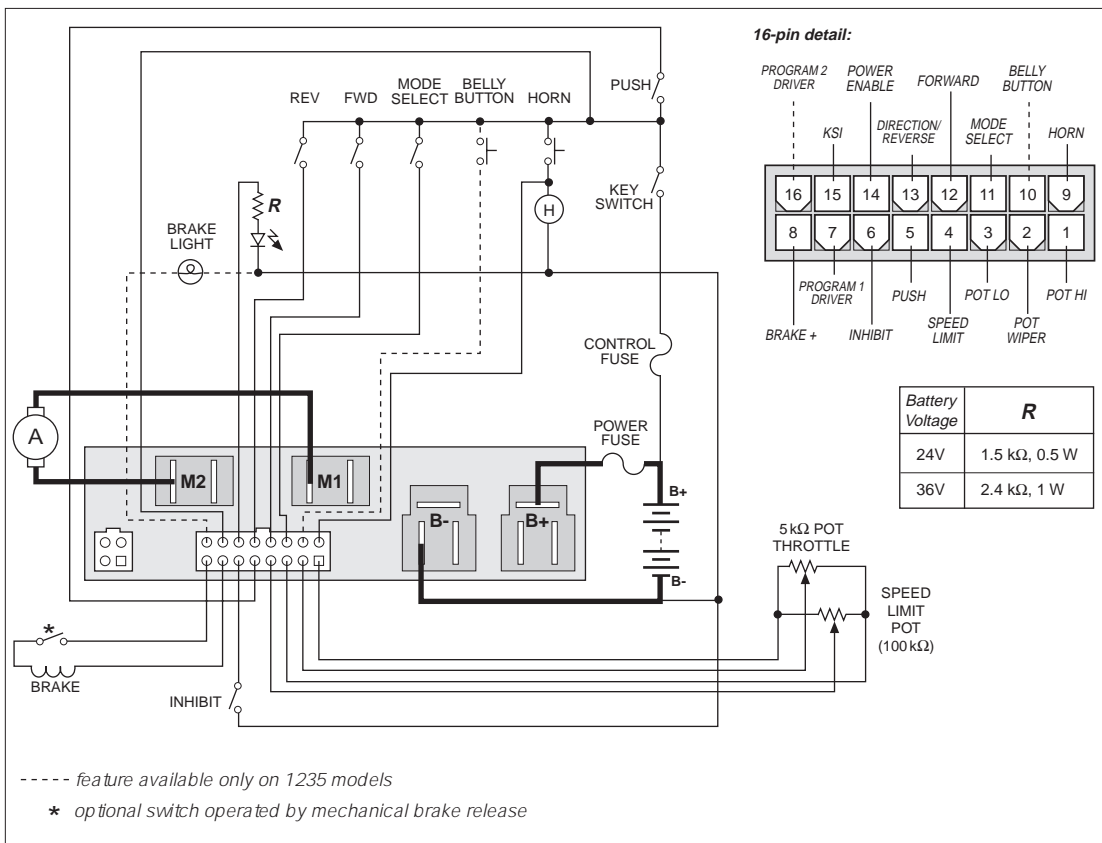 16-pin detail:
PROGRAM 2
DRIVER
POWER
ENABLE
FORWARD
BELLY
BUTTON
KSI
DIRECTION/
REVERSE
MODE
SELECT
HORN
16 15 14 13 12 11 10 9
8 7 6 5 4 3 2 1
PROGRAM 1
DRIVER
PUSH
POT LO
POT HI
BRAKE +
INHIBIT
SPEED
LIMIT
POT
WIPER
REV
FWD
MODE
SELECT
BELLY
BUTTON
HORN
PUSH
KEY
SWITCH
R
H
BRAKE
LIGHT
CONTROL
FUSE
POWER
FUSE
A
M2
M1
B-
B+
B+
B-
Battery
Voltage
R
24V 1.5 kΩ, 0.5 W
36V 2.4 kΩ, 1 W
5 kΩ POT
THROTTLE
SPEED
LIMIT
POT
(100 kΩ)
*
BRAKE
INHIBIT
----- feature available only on 1235 models
* optional switch operated by mechanical brake release